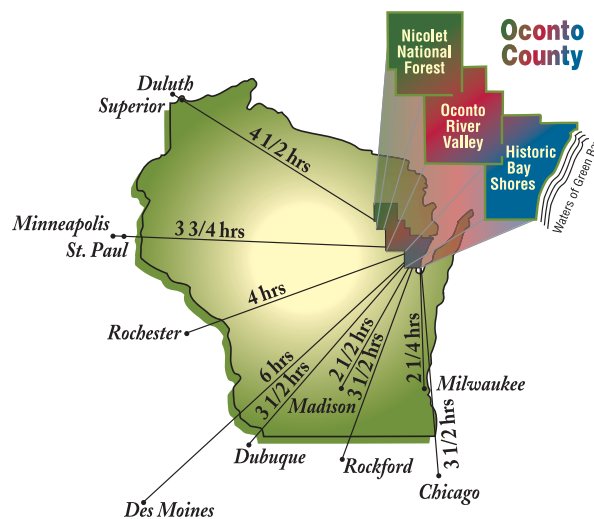 Oconto
County
Nicolet
National
Forest
Oconto
River
Valley
Historic
Bay
Shores
Waters of Green Bay
Duluth
Superior
4 1/2 hrs
Minneapolis
St. Paul
3 3/4 hrs
4 hrs
Rochester
6 hrs
3 1/2 hrs
2 1/2 hrs
3 1/2 hrs
2 1/4 hrs
Madison
Milwaukee
3 1/2 hrs
Dubuque
Rockford
Chicago
Des Moines